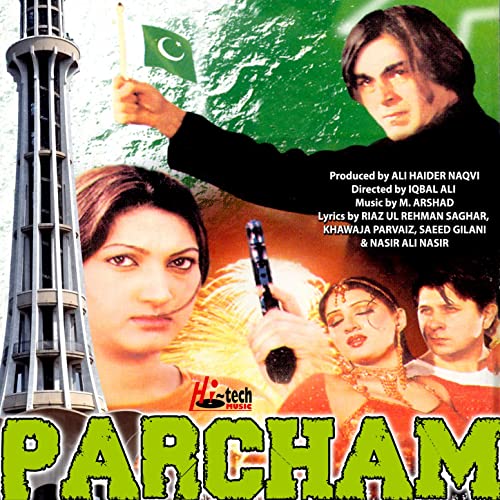 Produced by ALI HAIDER NAQVI
Directed by IQBAL ALI
Music by M. ARSHAD
Lyrics by RIAZ UL REHMAN SAGHAR,
KHAWAJA PARVAIZ, SAEED GILANI
& NASIR ALI NASIR
Hi-tech
MUSIC
PARCHAM